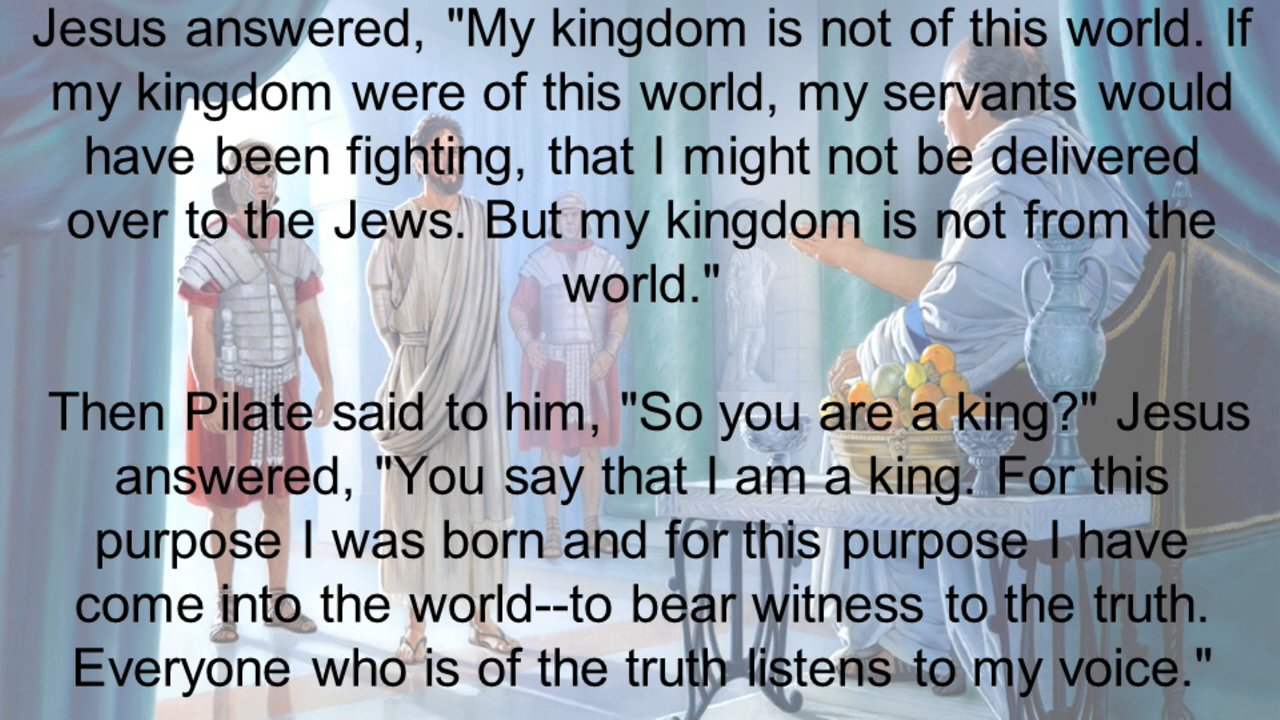 Jesus answered, "My kingdom is not of this world. If
my kingdom were of this world, my servants would
have been fighting, that I might not be delivered
over to the Jews. But my kingdom is not from the
world."
Then Pilate said to him, "So you are a king?" Jesus
answered, "You say that I am a king. For this
purpose I was born and for this purpose I have
come into the world--to bear witness to the truth.
Everyone who is of the truth listens to my voice."